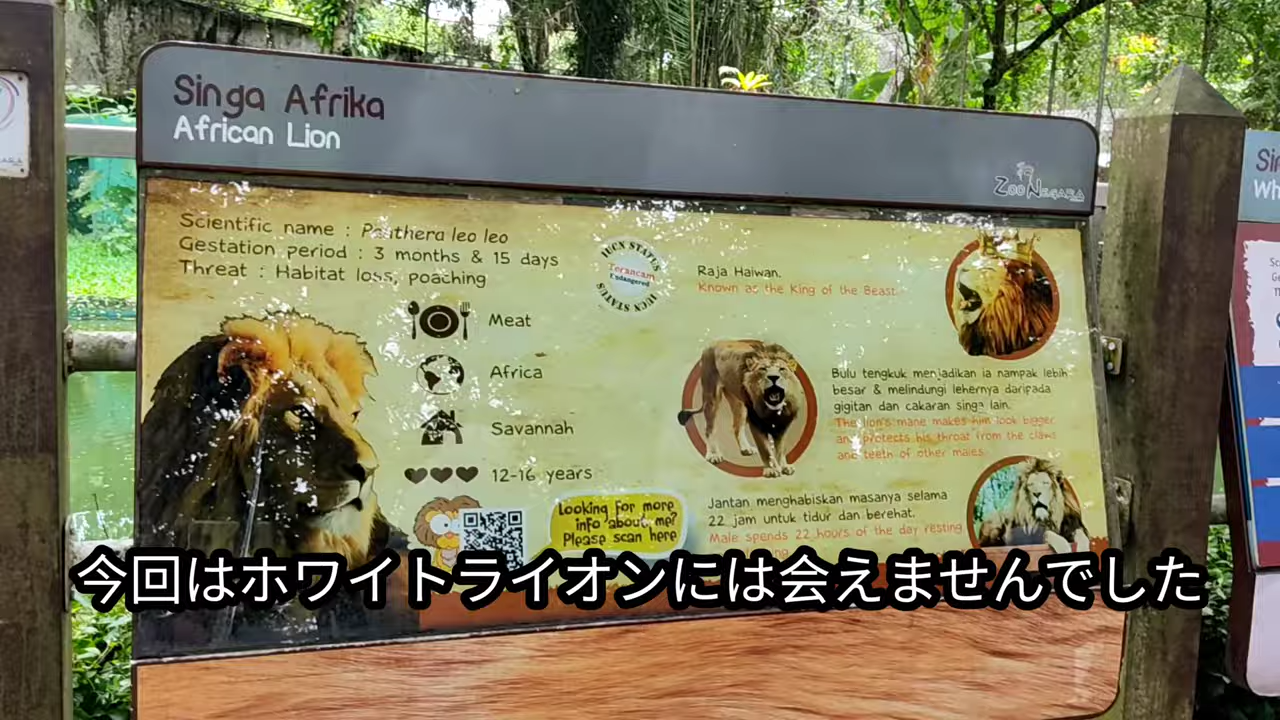 Singa Afrika
African Lion
Zoo Negara
Scientific name : Panthera leo leo
Gestation period : 3 months & 15 days
Threat : Habitat loss, poaching
IUCN STATUS
Terancam
Endangered
IUCN STATUS
Meat
Africa
Savannah
12-16 years
Looking for more
info about me?
Please scan here
Raja Haiwan.
Known as the King of the Beast.
Bulu tengkuk menjadikan ia nampak lebih
besar & melindungi lehernya daripada
gigitan dan cakaran singa lain.
The lion's mane makes him look bigger
and protects his throat from the claws
and teeth of other males.
Jantan menghabiskan masanya selama
22 jam untuk tidur dan berehat.
Male spends 22 hours of the day resting
今回はホワイトライオンには会えませんでした